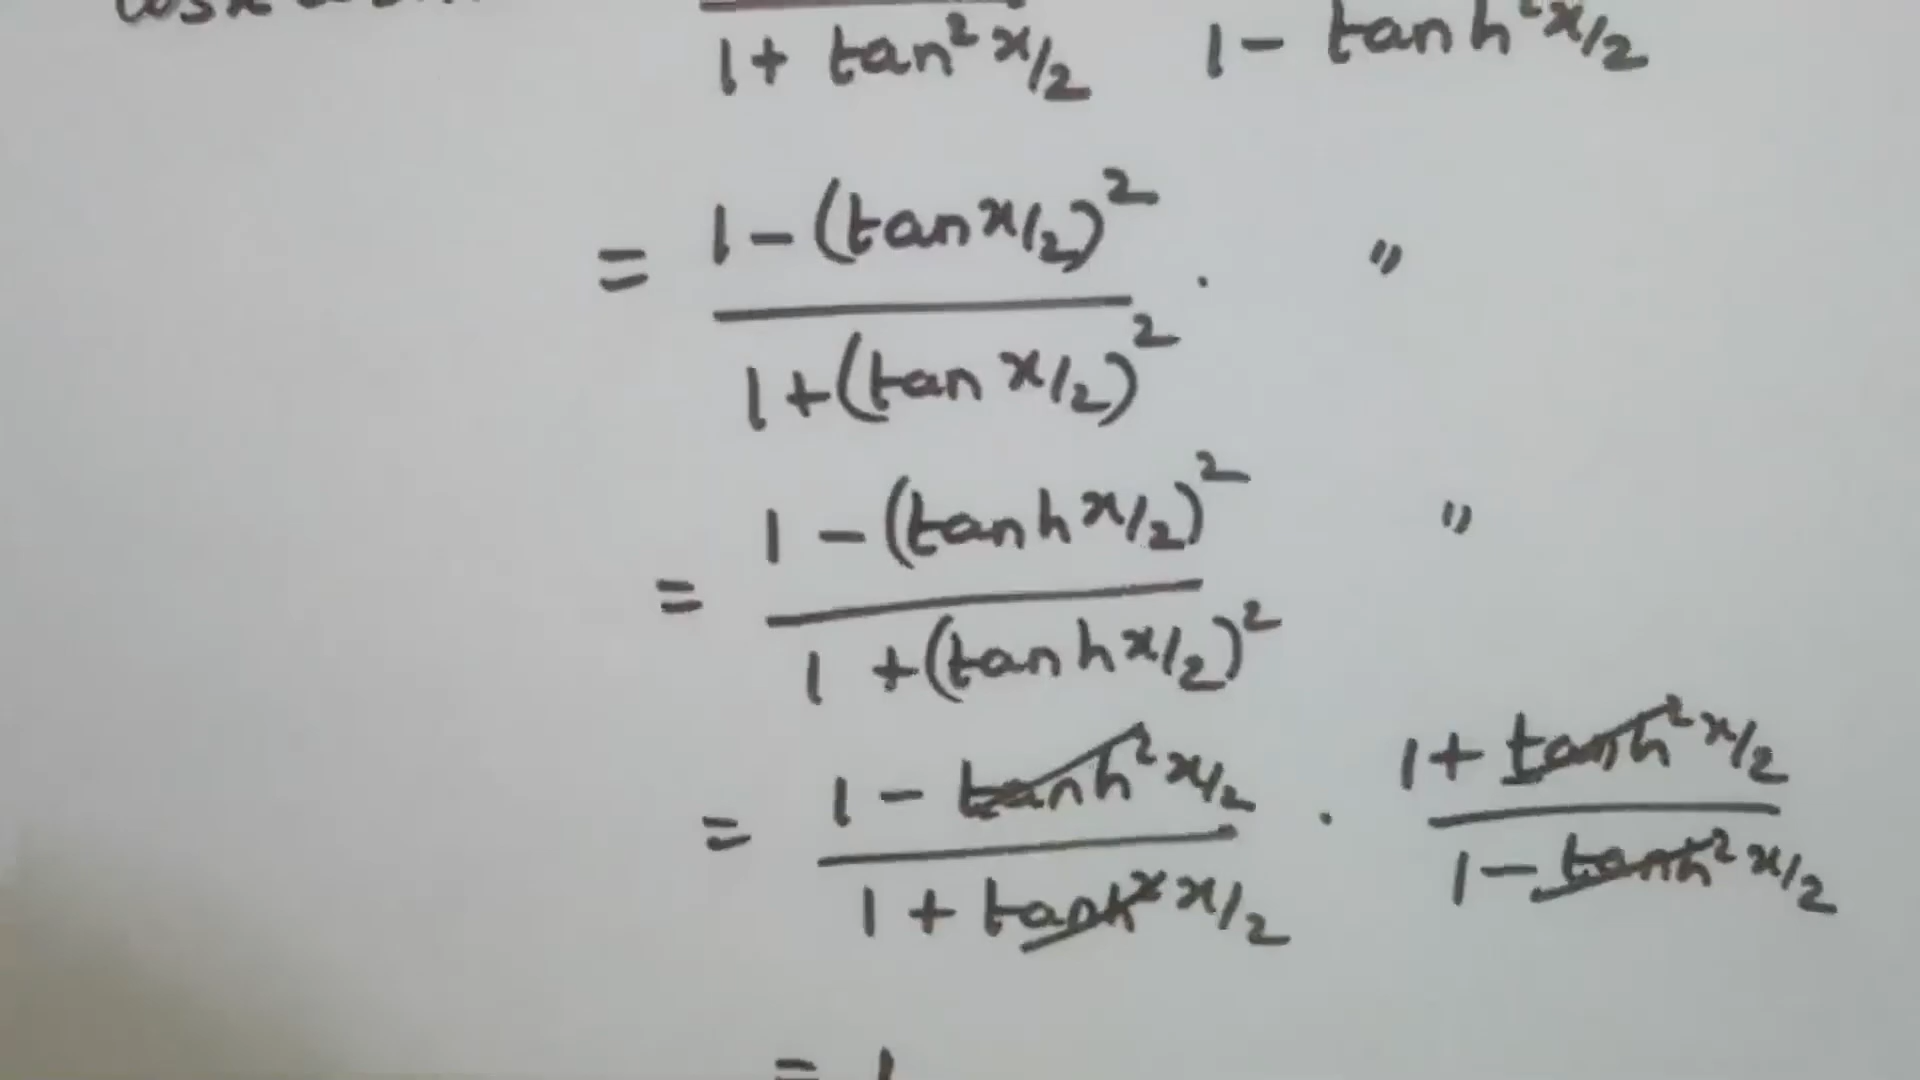 1 + tan² x/2 1 - tanh² x/2
= 1 - (tan x/2)² . "
1 + (tan x/2)²
= 1 - (tanh x/2)² "
1 + (tanh x/2)²
= 1 - tanh² x/2 . 1 + tanh² x/2
1 + tanh² x/2 1 - tanh² x/2
= 1